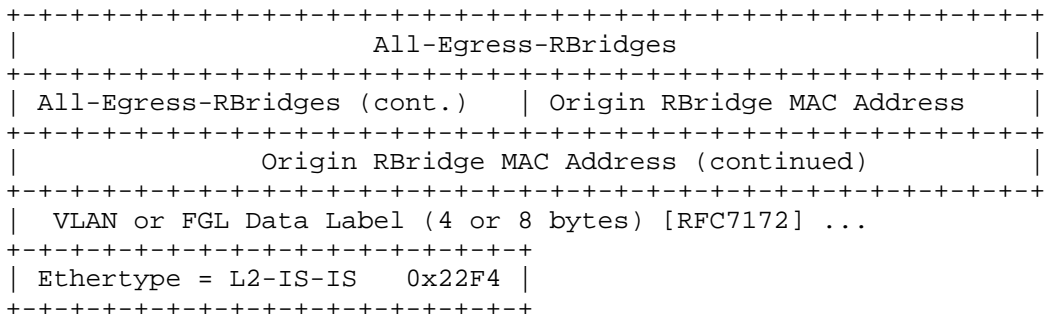 +-+-+-+-+-+-+-+-+-+-+-+-+-+-+-+-+-+-+-+-+-+-+-+-+-+-+-+-+-+-+-+-+
|                      All-Egress-RBridges                      |
+-+-+-+-+-+-+-+-+-+-+-+-+-+-+-+-+-+-+-+-+-+-+-+-+-+-+-+-+-+-+-+-+
| All-Egress-RBridges (cont.)   | Origin RBridge MAC Address    |
+-+-+-+-+-+-+-+-+-+-+-+-+-+-+-+-+-+-+-+-+-+-+-+-+-+-+-+-+-+-+-+-+
|               Origin RBridge MAC Address (continued)          |
+-+-+-+-+-+-+-+-+-+-+-+-+-+-+-+-+-+-+-+-+-+-+-+-+-+-+-+-+-+-+-+-+
|  VLAN or FGL Data Label (4 or 8 bytes) [RFC7172] ...
+-+-+-+-+-+-+-+-+-+-+-+-+-+-+-+-+
| Ethertype = L2-IS-IS   0x22F4 |
+-+-+-+-+-+-+-+-+-+-+-+-+-+-+-+-+